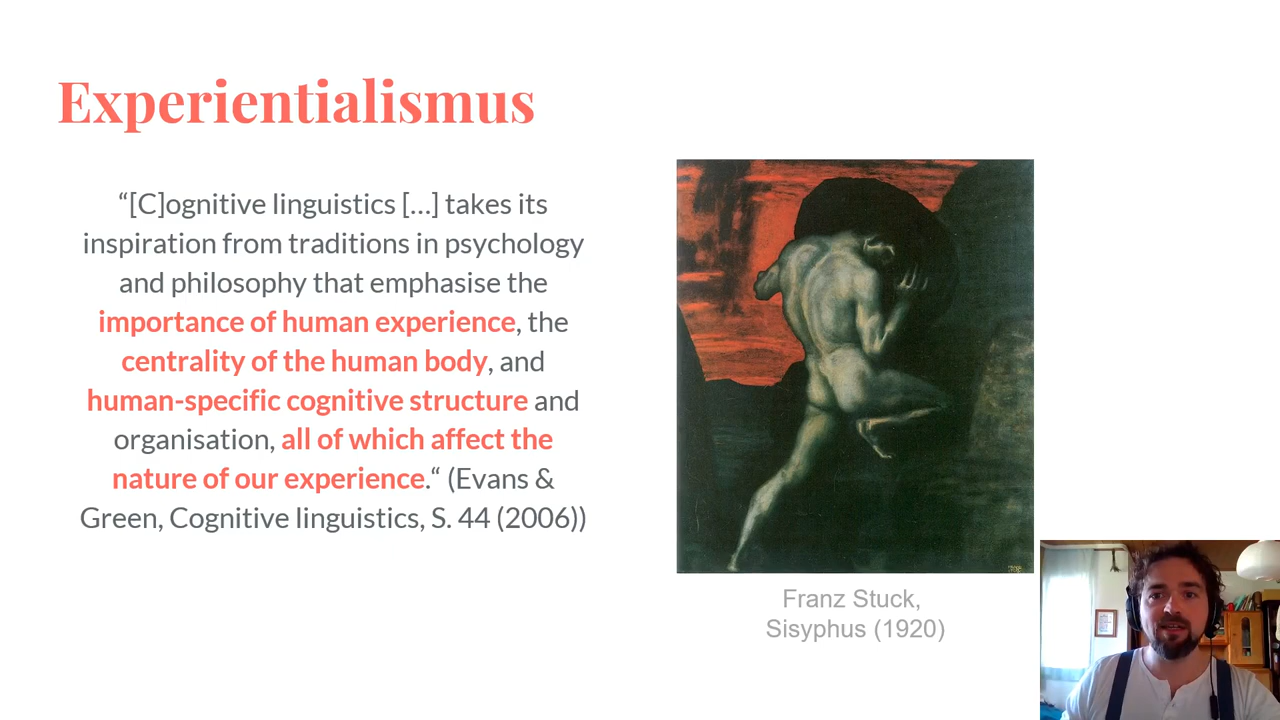 Experientialismus
“[C]ognitive linguistics […] takes its
inspiration from traditions in psychology
and philosophy that emphasise the
importance of human experience, the
centrality of the human body, and
human-specific cognitive structure and
organisation, all of which affect the
nature of our experience.“ (Evans &
Green, Cognitive linguistics, S. 44 (2006))
Franz Stuck,
Sisyphus (1920)